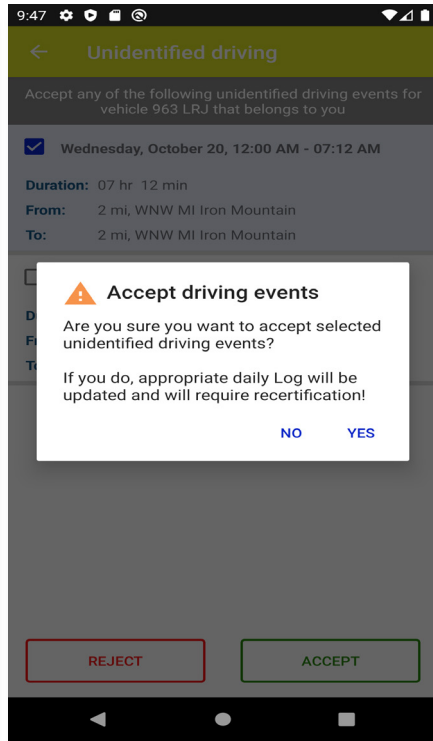 9:47
Unidentified driving
Accept any of the following unidentified driving events for
vehicle 963 LRJ that belongs to you
Wednesday, October 20, 12:00 AM - 07:12 AM
Duration: 07 hr 12 min
From: 2 mi, WNW MI Iron Mountain
To: 2 mi, WNW MI Iron Mountain
Accept driving events
Are you sure you want to accept selected
unidentified driving events?
If you do, appropriate daily Log will be
updated and will require recertification!
NO YES
REJECT ACCEPT